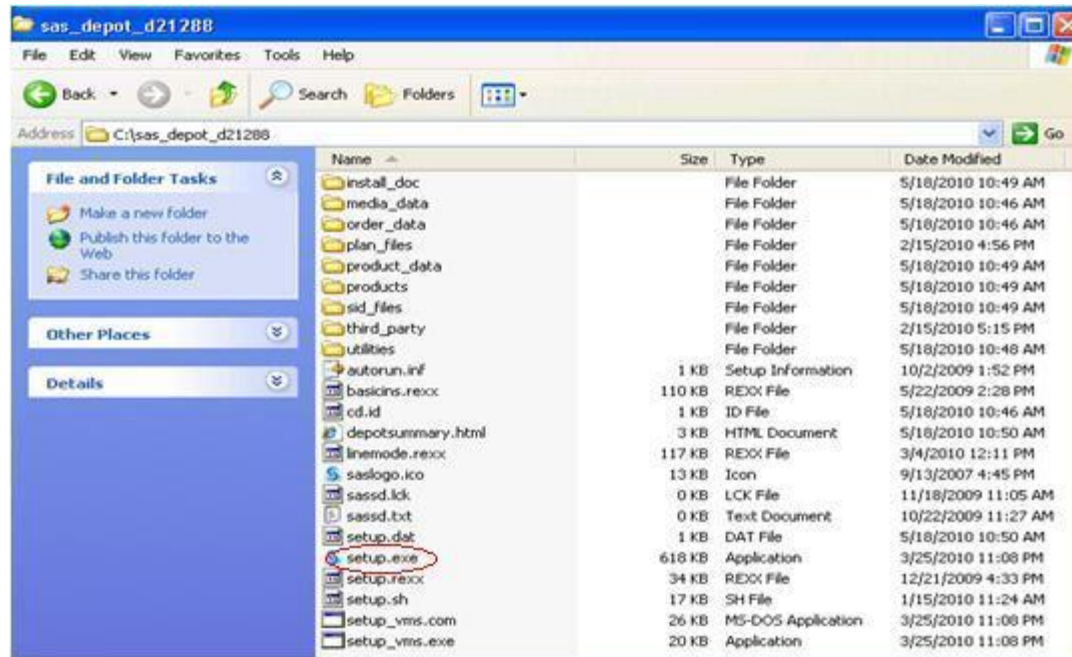 sas_depot_d21288
File Edit View Favorites Tools Help
Back Search Folders
Address C:\sas_depot_d21288 Go
File and Folder Tasks
Make a new folder
Publish this folder to the
Web
Share this folder
Other Places
Details
Name Size Type Date Modified
install_doc File Folder 5/18/2010 10:49 AM
media_data File Folder 5/18/2010 10:46 AM
order_data File Folder 5/18/2010 10:46 AM
plan_files File Folder 2/15/2010 4:56 PM
product_data File Folder 5/18/2010 10:49 AM
products File Folder 5/18/2010 10:49 AM
sid_files File Folder 5/18/2010 10:49 AM
third_party File Folder 2/15/2010 5:15 PM
utilities File Folder 5/18/2010 10:48 AM
autorun.inf 1 KB Setup Information 10/2/2009 1:52 PM
basicins.rexx 110 KB REXX File 5/22/2009 2:28 PM
cd.id 1 KB ID File 5/18/2010 10:46 AM
depotsummary.html 3 KB HTML Document 5/18/2010 10:50 AM
linemode.rexx 117 KB REXX File 3/4/2010 12:11 PM
saslogo.ico 13 KB Icon 9/13/2007 4:45 PM
sassd.lck 0 KB LCK File 11/18/2009 11:05 AM
sassd.txt 0 KB Text Document 10/22/2009 11:27 AM
setup.dat 1 KB DAT File 5/18/2010 10:50 AM
setup.exe 618 KB Application 3/25/2010 11:08 PM
setup.rexx 34 KB REXX File 12/21/2009 4:33 PM
setup.sh 17 KB SH File 1/15/2010 11:24 AM
setup_vms.com 26 KB MS-DOS Application 3/25/2010 11:08 PM
setup_vms.exe 20 KB Application 3/25/2010 11:08 PM